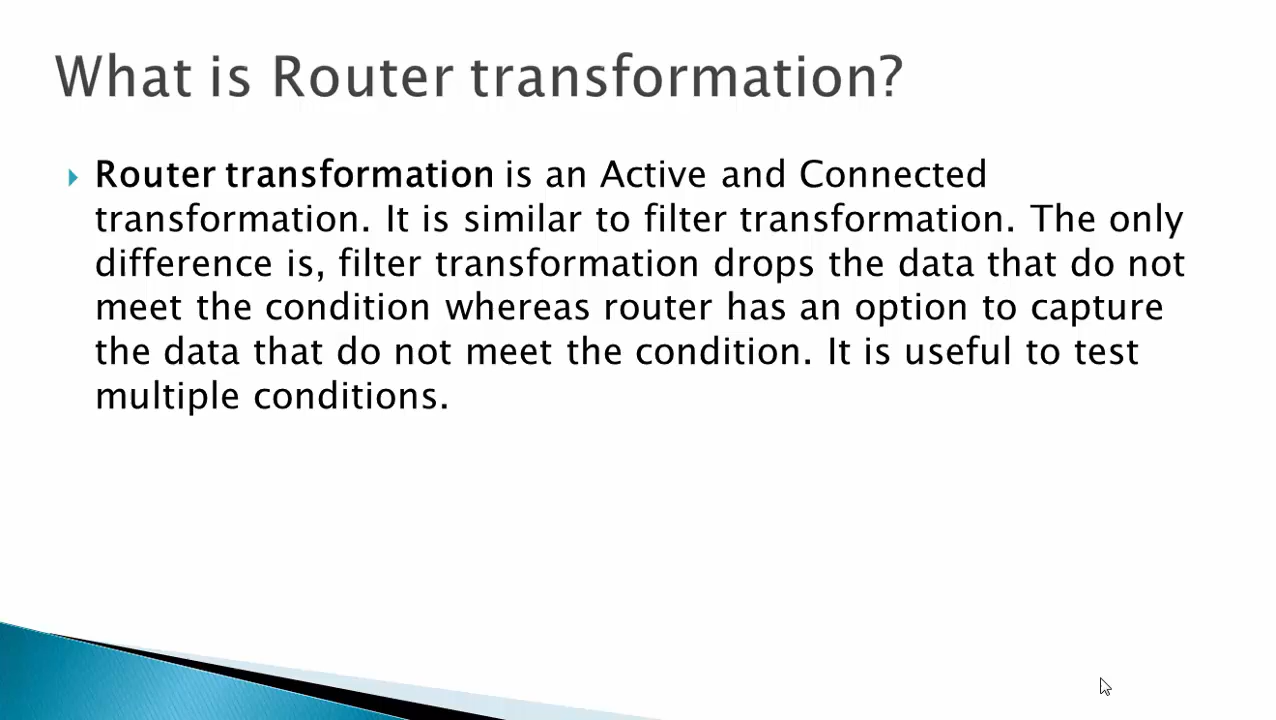 What is Router transformation?
Router transformation is an Active and Connected
transformation. It is similar to filter transformation. The only
difference is, filter transformation drops the data that do not
meet the condition whereas router has an option to capture
the data that do not meet the condition. It is useful to test
multiple conditions.